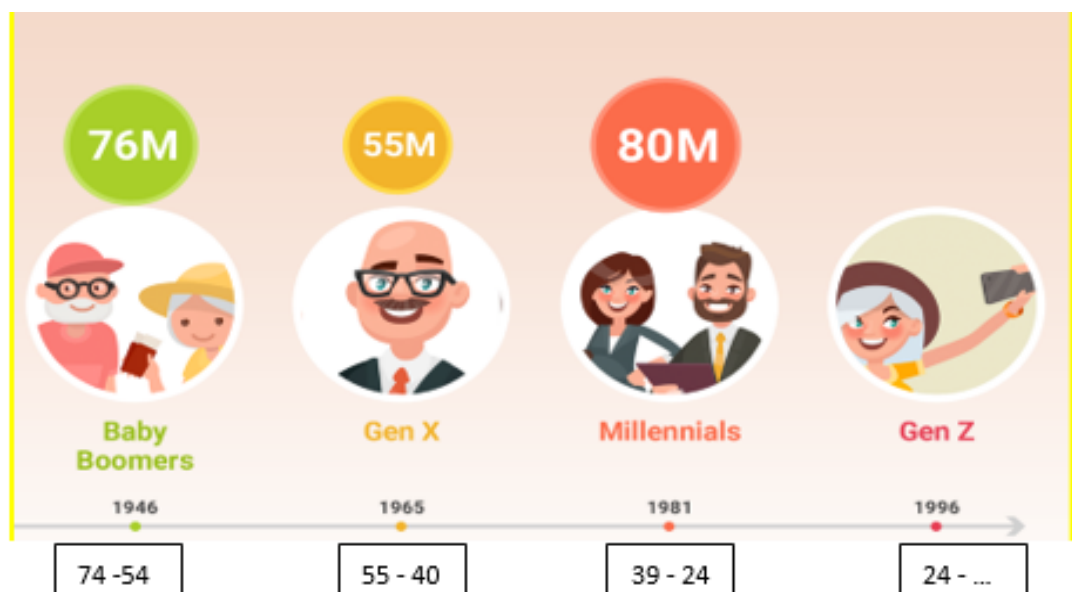 76M
55M
80M
Baby
Boomers
Gen X
Millennials
Gen Z
1946
1965
1981
1996
74 -54
55 - 40
39 - 24
24 - ...